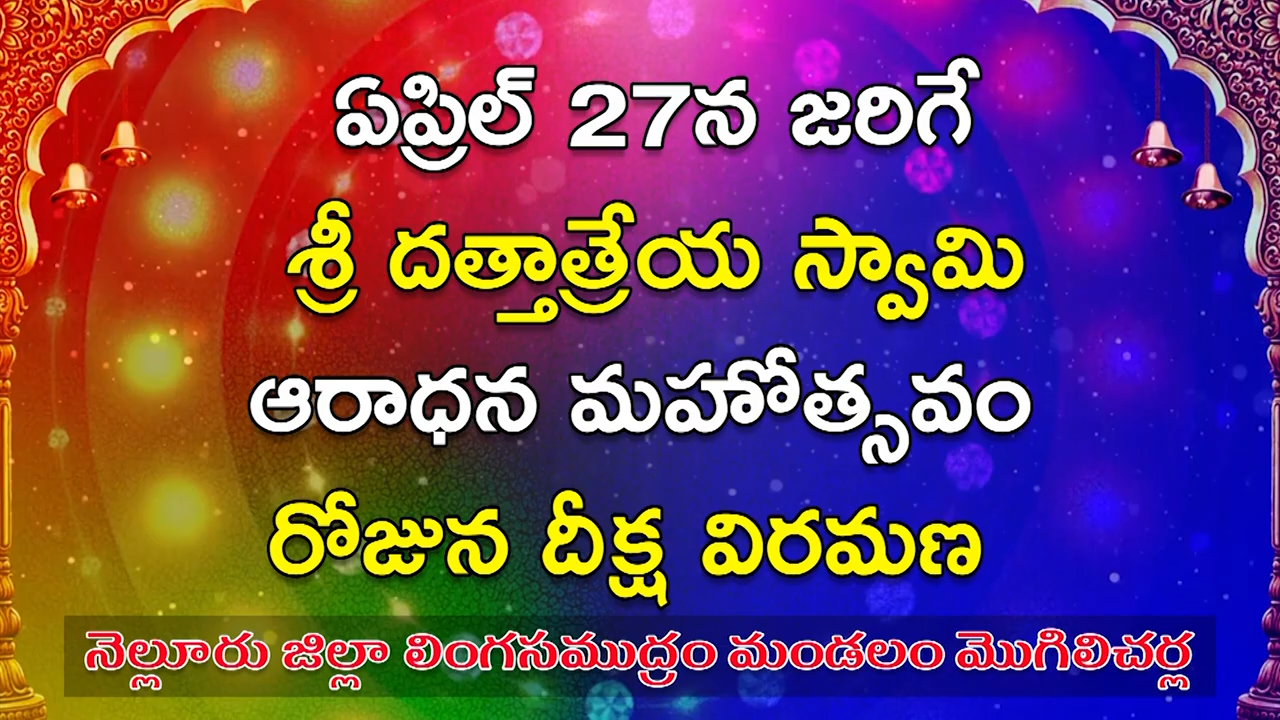 ఏప్రిల్ 27న జరిగే
శ్రీ దత్తాత్రేయ స్వామి
ఆరాధన మహోత్సవం
రోజున దీక్ష విరమణ
నెల్లూరు జిల్లా లింగసముద్రం మండలం మొగిలిచర్ల